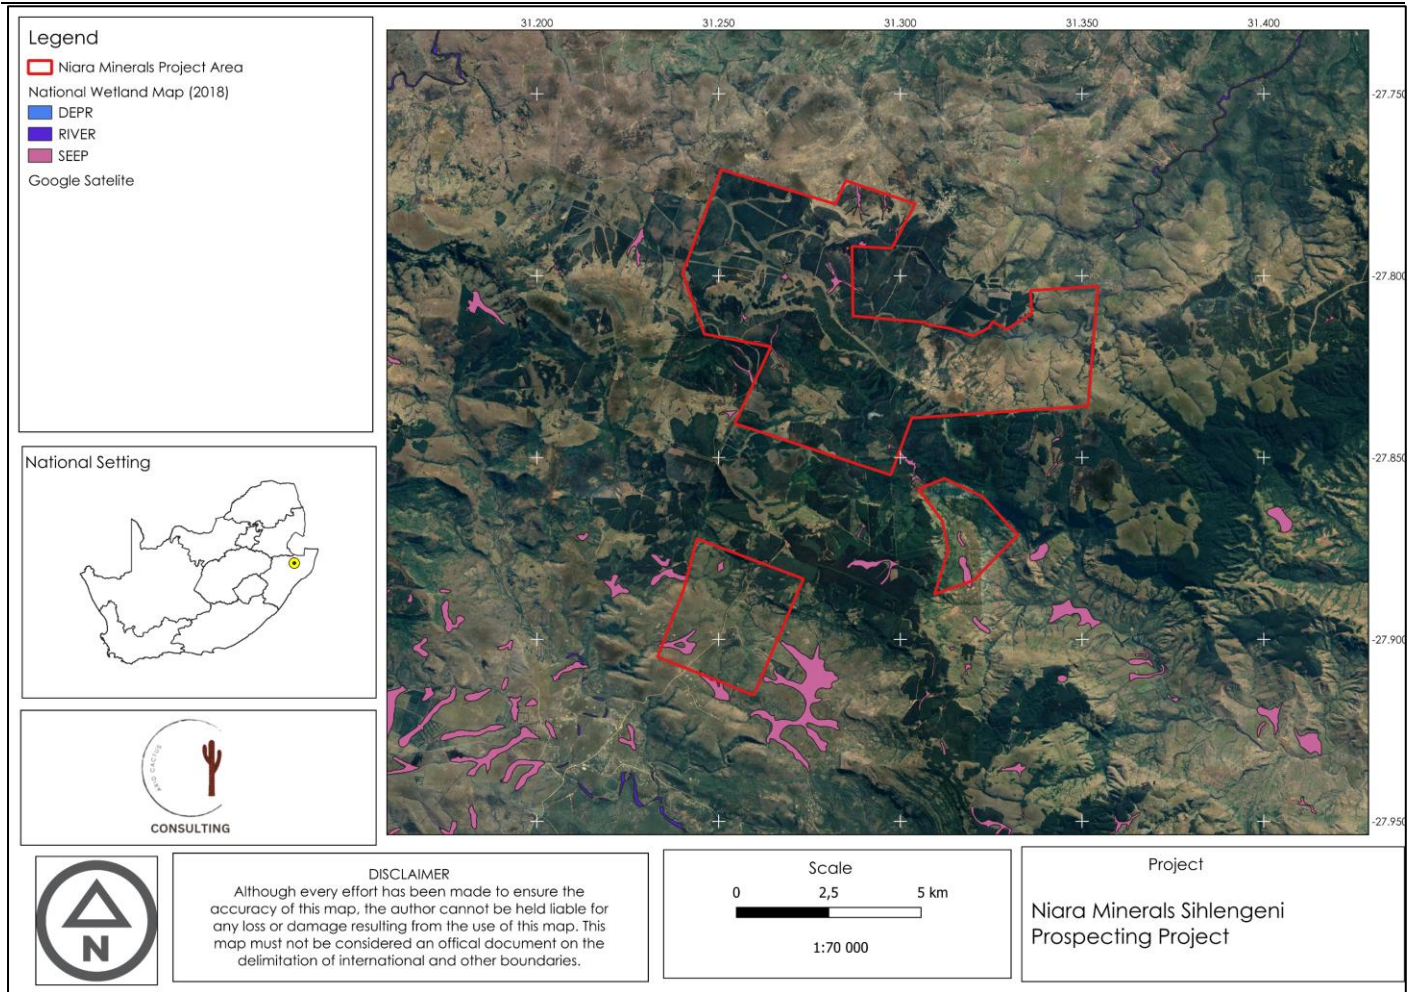 Legend
Niara Minerals Project Area
National Wetland Map (2018)
DEPR
RIVER
SEEP
Google Satelite
National Setting
ARID CACTUS
CONSULTING
N
DISCLAIMER
Although every effort has been made to ensure the
accuracy of this map, the author cannot be held liable for
any loss or damage resulting from the use of this map. This
map must not be considered an offical document on the
delimitation of international and other boundaries.
31.200 31.250 31.300 31.350 31.400
-27.750
-27.800
-27.850
-27.900
-27.950
Scale
0 2,5 5 km
1:70 000
Project
Niara Minerals Sihlengeni
Prospecting Project